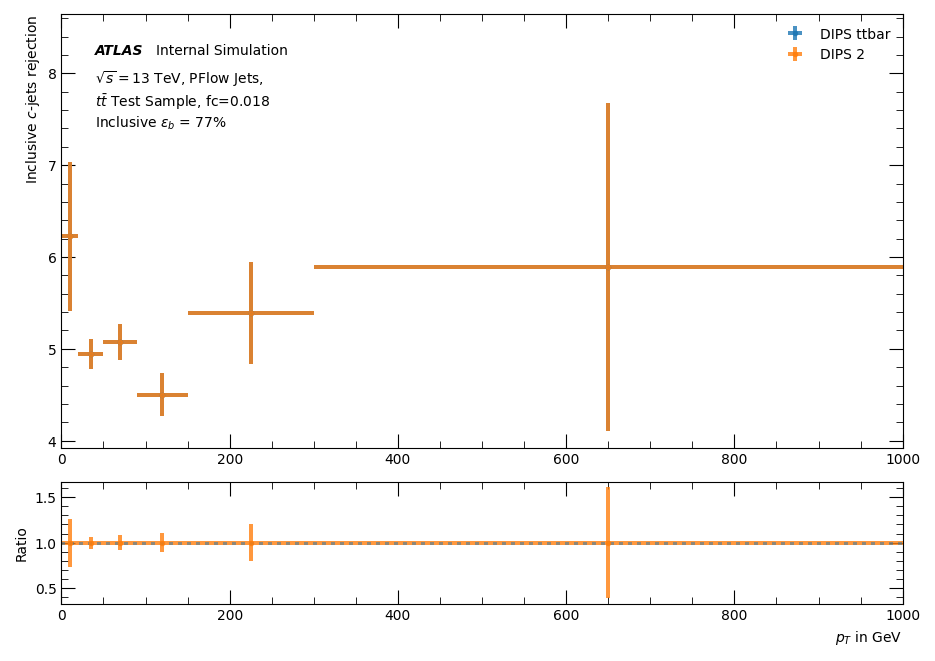 Inclusive c-jets rejection
ATLAS Internal Simulation
√s = 13 TeV, PFlow Jets,
tt̄ Test Sample, fc=0.018
Inclusive εb = 77%
DIPS ttbar
DIPS 2
8
7
6
5
4
0 200 400 600 800 1000
Ratio
1.5
1.0
0.5
0 200 400 600 800 1000
pT in GeV